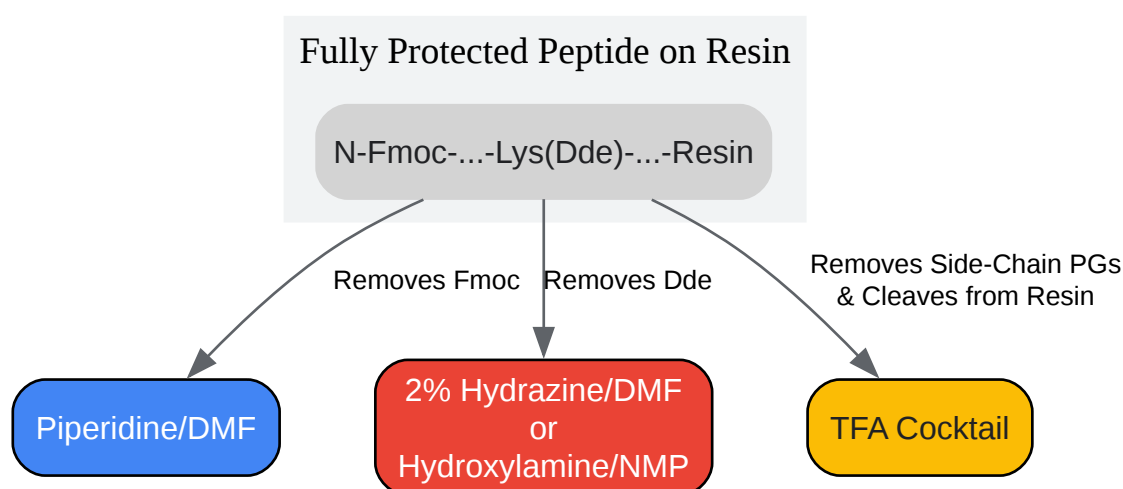 Fully Protected Peptide on Resin
N-Fmoc-...-Lys(Dde)-...-Resin
Removes Fmoc
Removes Dde
Removes Side-Chain PGs
& Cleaves from Resin
Piperidine/DMF
2% Hydrazine/DMF
or
Hydroxylamine/NMP
TFA Cocktail